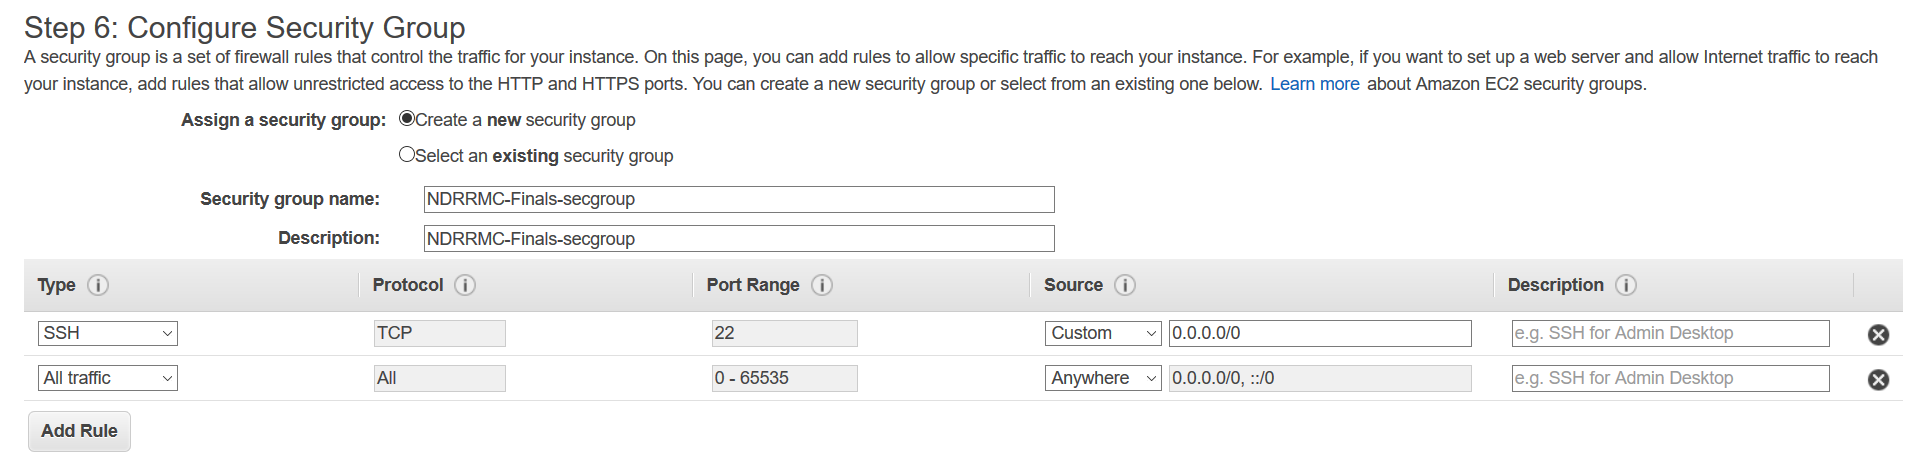 Step 6: Configure Security Group
A security group is a set of firewall rules that control the traffic for your instance. On this page, you can add rules to allow specific traffic to reach your instance. For example, if you want to set up a web server and allow Internet traffic to reach
your instance, add rules that allow unrestricted access to the HTTP and HTTPS ports. You can create a new security group or select from an existing one below. Learn more about Amazon EC2 security groups.
Assign a security group: Create a new security group
Select an existing security group
Security group name: NDRRMC-Finals-secgroup
Description: NDRRMC-Finals-secgroup
Type i Protocol i Port Range i Source i Description i
SSH TCP 22 Custom 0.0.0.0/0 e.g. SSH for Admin Desktop
All traffic All 0 - 65535 Anywhere 0.0.0.0/0, ::/0 e.g. SSH for Admin Desktop
Add Rule